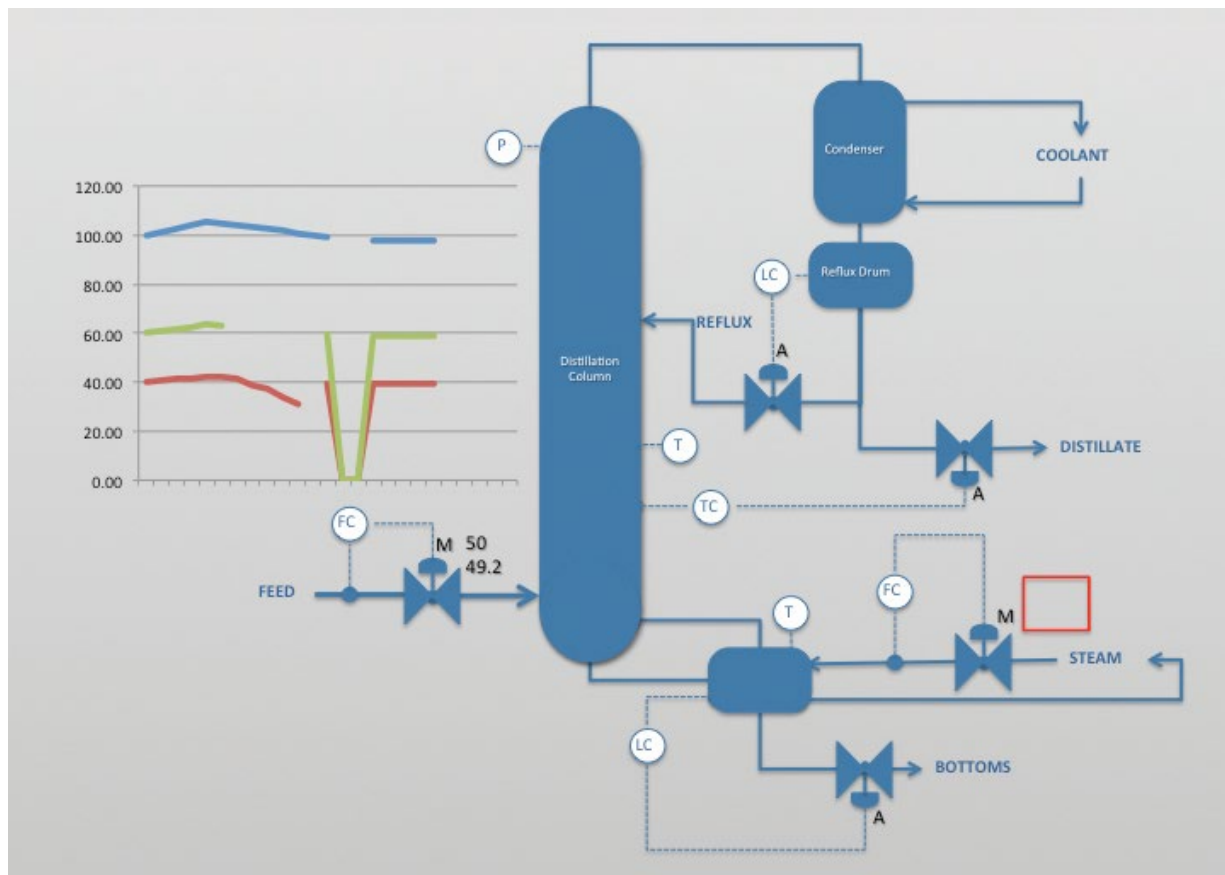 P
Condenser
COOLANT
120.00
100.00
80.00
60.00
40.00
20.00
0.00
LC
Reflux Drum
REFLUX
A
Distillation
Column
T
DISTILLATE
TC
A
FC
M 50
49.2
FEED
FC
T
M
STEAM
LC
BOTTOMS
A